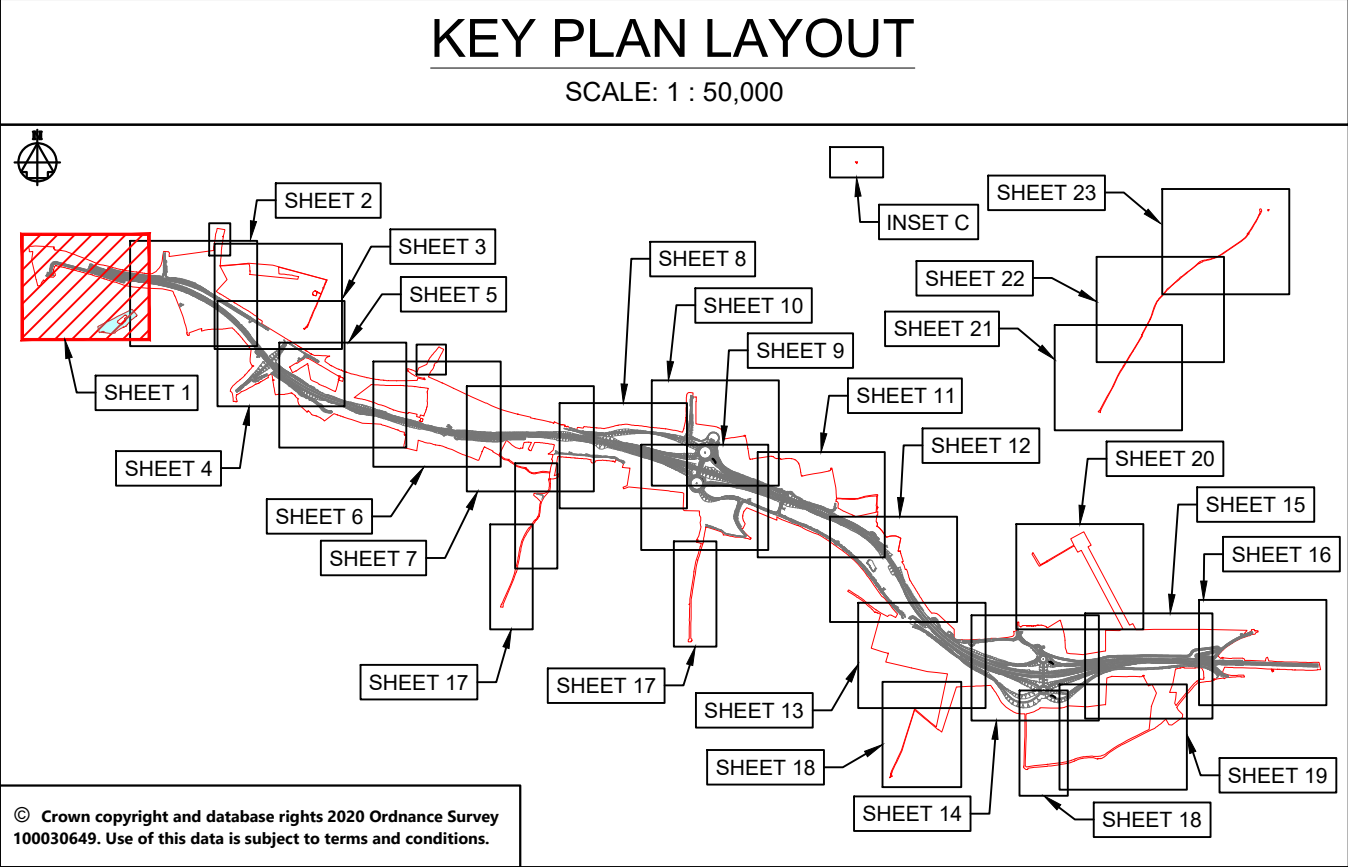 KEY PLAN LAYOUT
SCALE: 1 : 50,000
SHEET 2
SHEET 3
SHEET 5
SHEET 1
SHEET 4
SHEET 6
SHEET 7
SHEET 8
SHEET 10
SHEET 9
SHEET 11
SHEET 12
INSET C
SHEET 23
SHEET 22
SHEET 21
SHEET 20
SHEET 15
SHEET 16
SHEET 17
SHEET 17
SHEET 13
SHEET 18
SHEET 14
SHEET 18
SHEET 19
© Crown copyright and database rights 2020 Ordnance Survey
100030649. Use of this data is subject to terms and conditions.